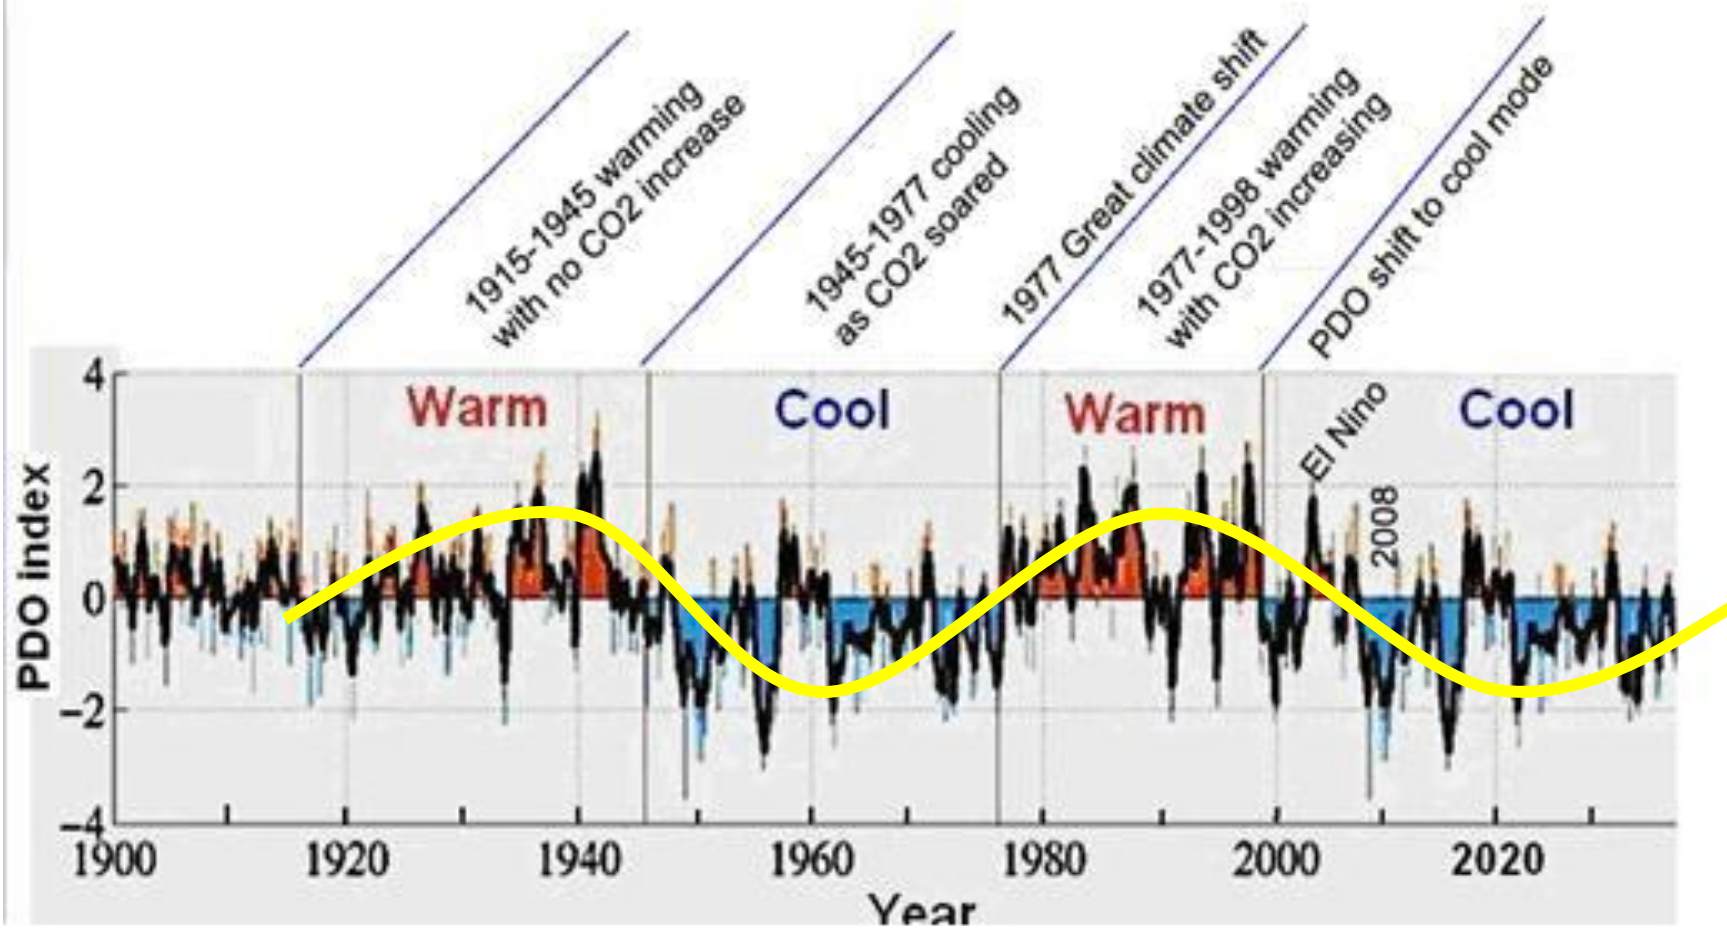 1915-1945 warming
with no CO2 increase
1945-1977 cooling
as CO2 soared
1977 Great climate shift
1977-1998 warming
with CO2 increasing
PDO shift to cool mode
Warm
Cool
Warm
Cool
El Nino
2008
PDO index
4
2
0
−2
−4
1900 1920 1940 1960 1980 2000 2020
Year